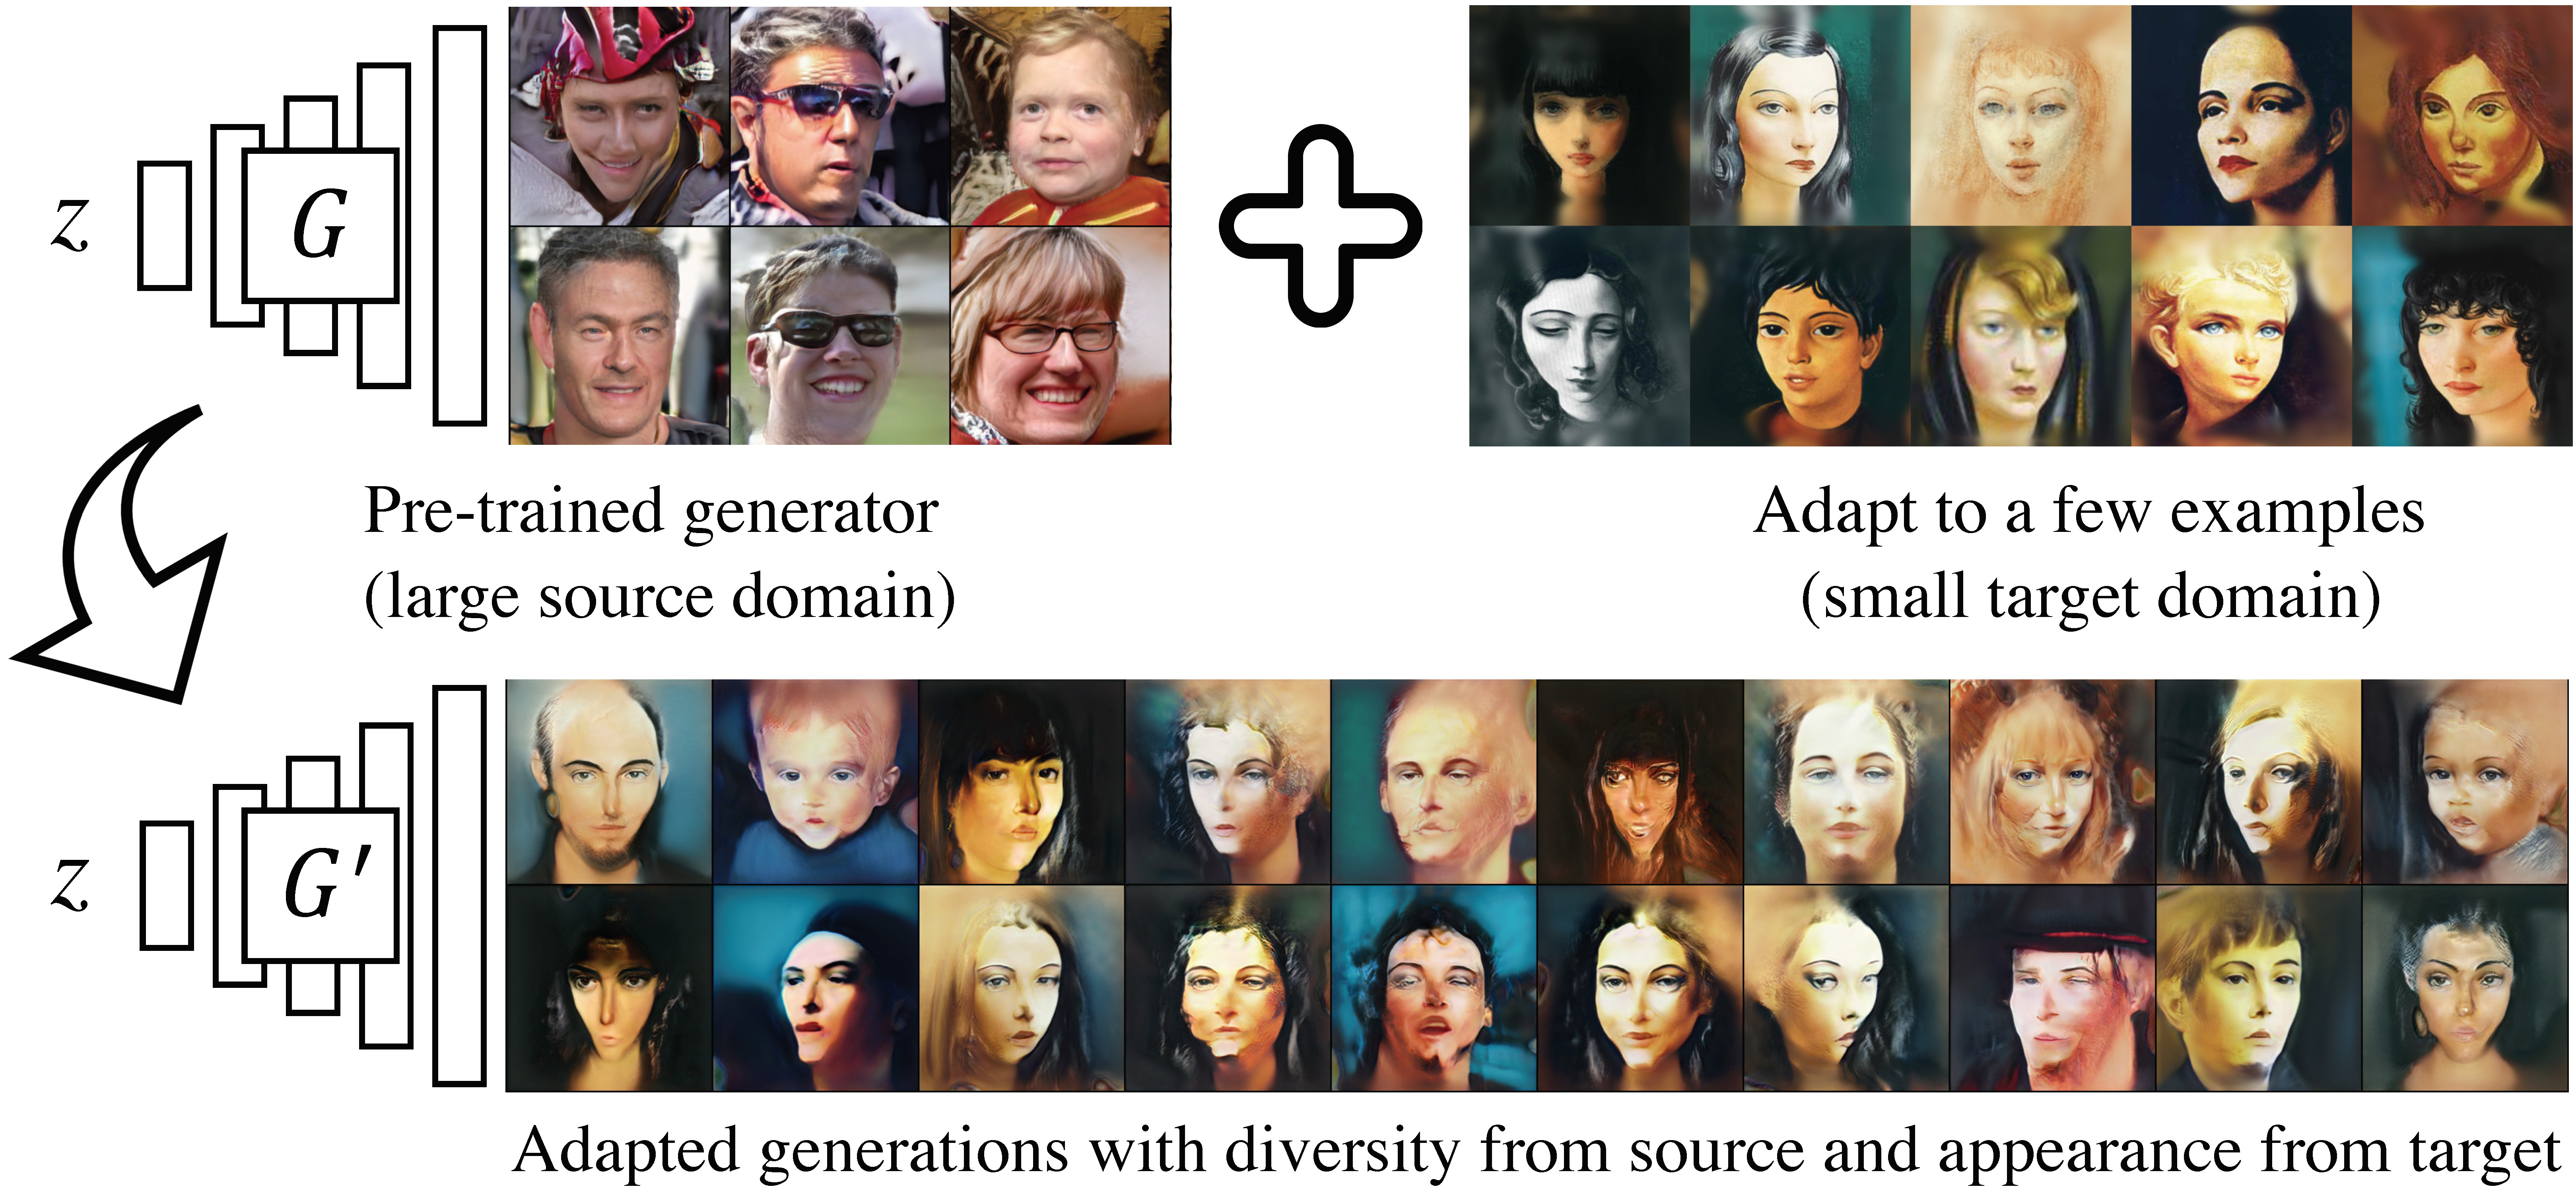 z
G
Pre-trained generator
(large source domain)
Adapt to a few examples
(small target domain)
z
G′
Adapted generations with diversity from source and appearance from target